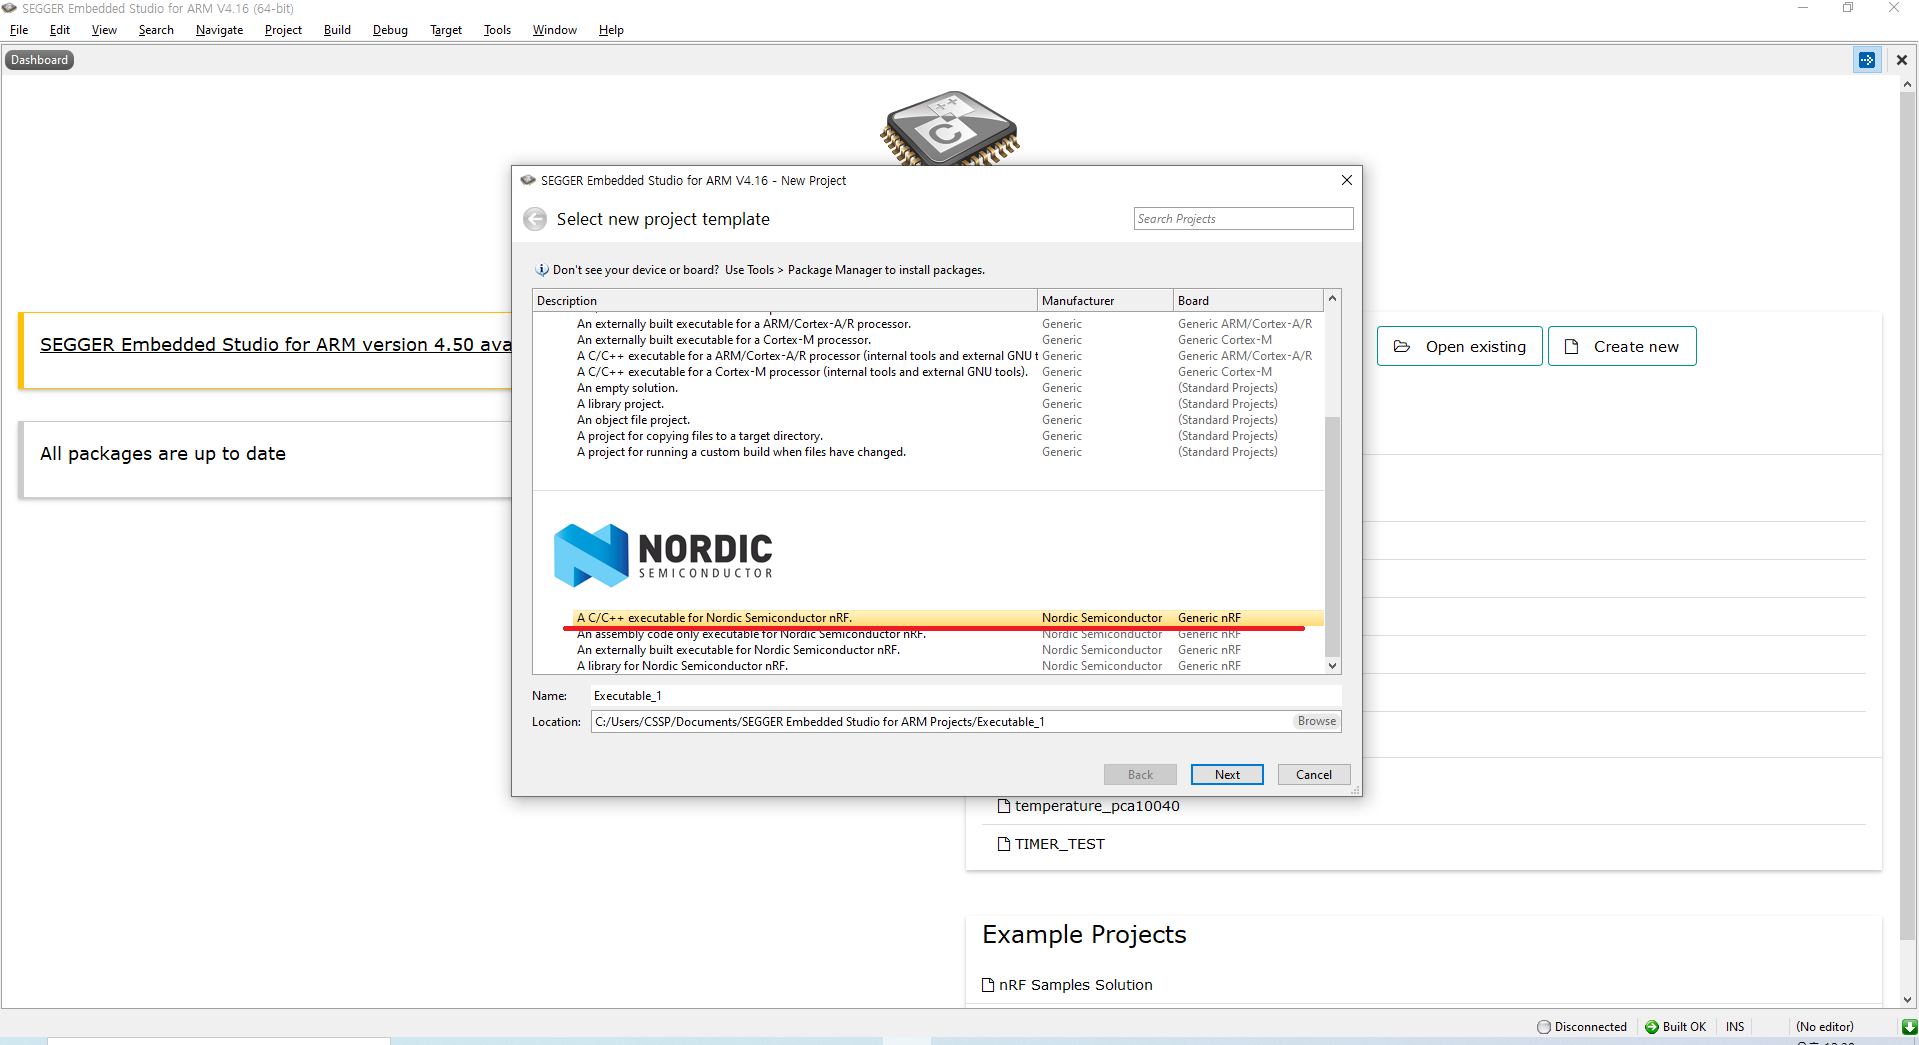 SEGGER Embedded Studio for ARM V4.16 (64-bit)
File Edit View Search Navigate Project Build Debug Target Tools Window Help
Dashboard
C
++
SEGGER Embedded Studio for ARM V4.16 - New Project
Select new project template
Search Projects
Don't see your device or board? Use Tools > Package Manager to install packages.
Description Manufacturer Board
An externally built executable for a ARM/Cortex-A/R processor. Generic Generic ARM/Cortex-A/R
An externally built executable for a Cortex-M processor. Generic Generic Cortex-M
A C/C++ executable for a ARM/Cortex-A/R processor (internal tools and external GNU t Generic Generic ARM/Cortex-A/R
A C/C++ executable for a Cortex-M processor (internal tools and external GNU tools). Generic Generic Cortex-M
An empty solution. Generic (Standard Projects)
A library project. Generic (Standard Projects)
An object file project. Generic (Standard Projects)
A project for copying files to a target directory. Generic (Standard Projects)
A project for running a custom build when files have changed. Generic (Standard Projects)
NORDIC
SEMICONDUCTOR
A C/C++ executable for Nordic Semiconductor nRF. Nordic Semiconductor Generic nRF
An assembly code only executable for Nordic Semiconductor nRF. Nordic Semiconductor Generic nRF
An externally built executable for Nordic Semiconductor nRF. Nordic Semiconductor Generic nRF
A library for Nordic Semiconductor nRF. Nordic Semiconductor Generic nRF
Name: Executable_1
Location: C:/Users/CSSP/Documents/SEGGER Embedded Studio for ARM Projects/Executable_1 Browse
Back Next Cancel
SEGGER Embedded Studio for ARM version 4.50 ava
All packages are up to date
Open existing Create new
temperature_pca10040
TIMER_TEST
Example Projects
nRF Samples Solution
Disconnected Built OK INS (No editor)